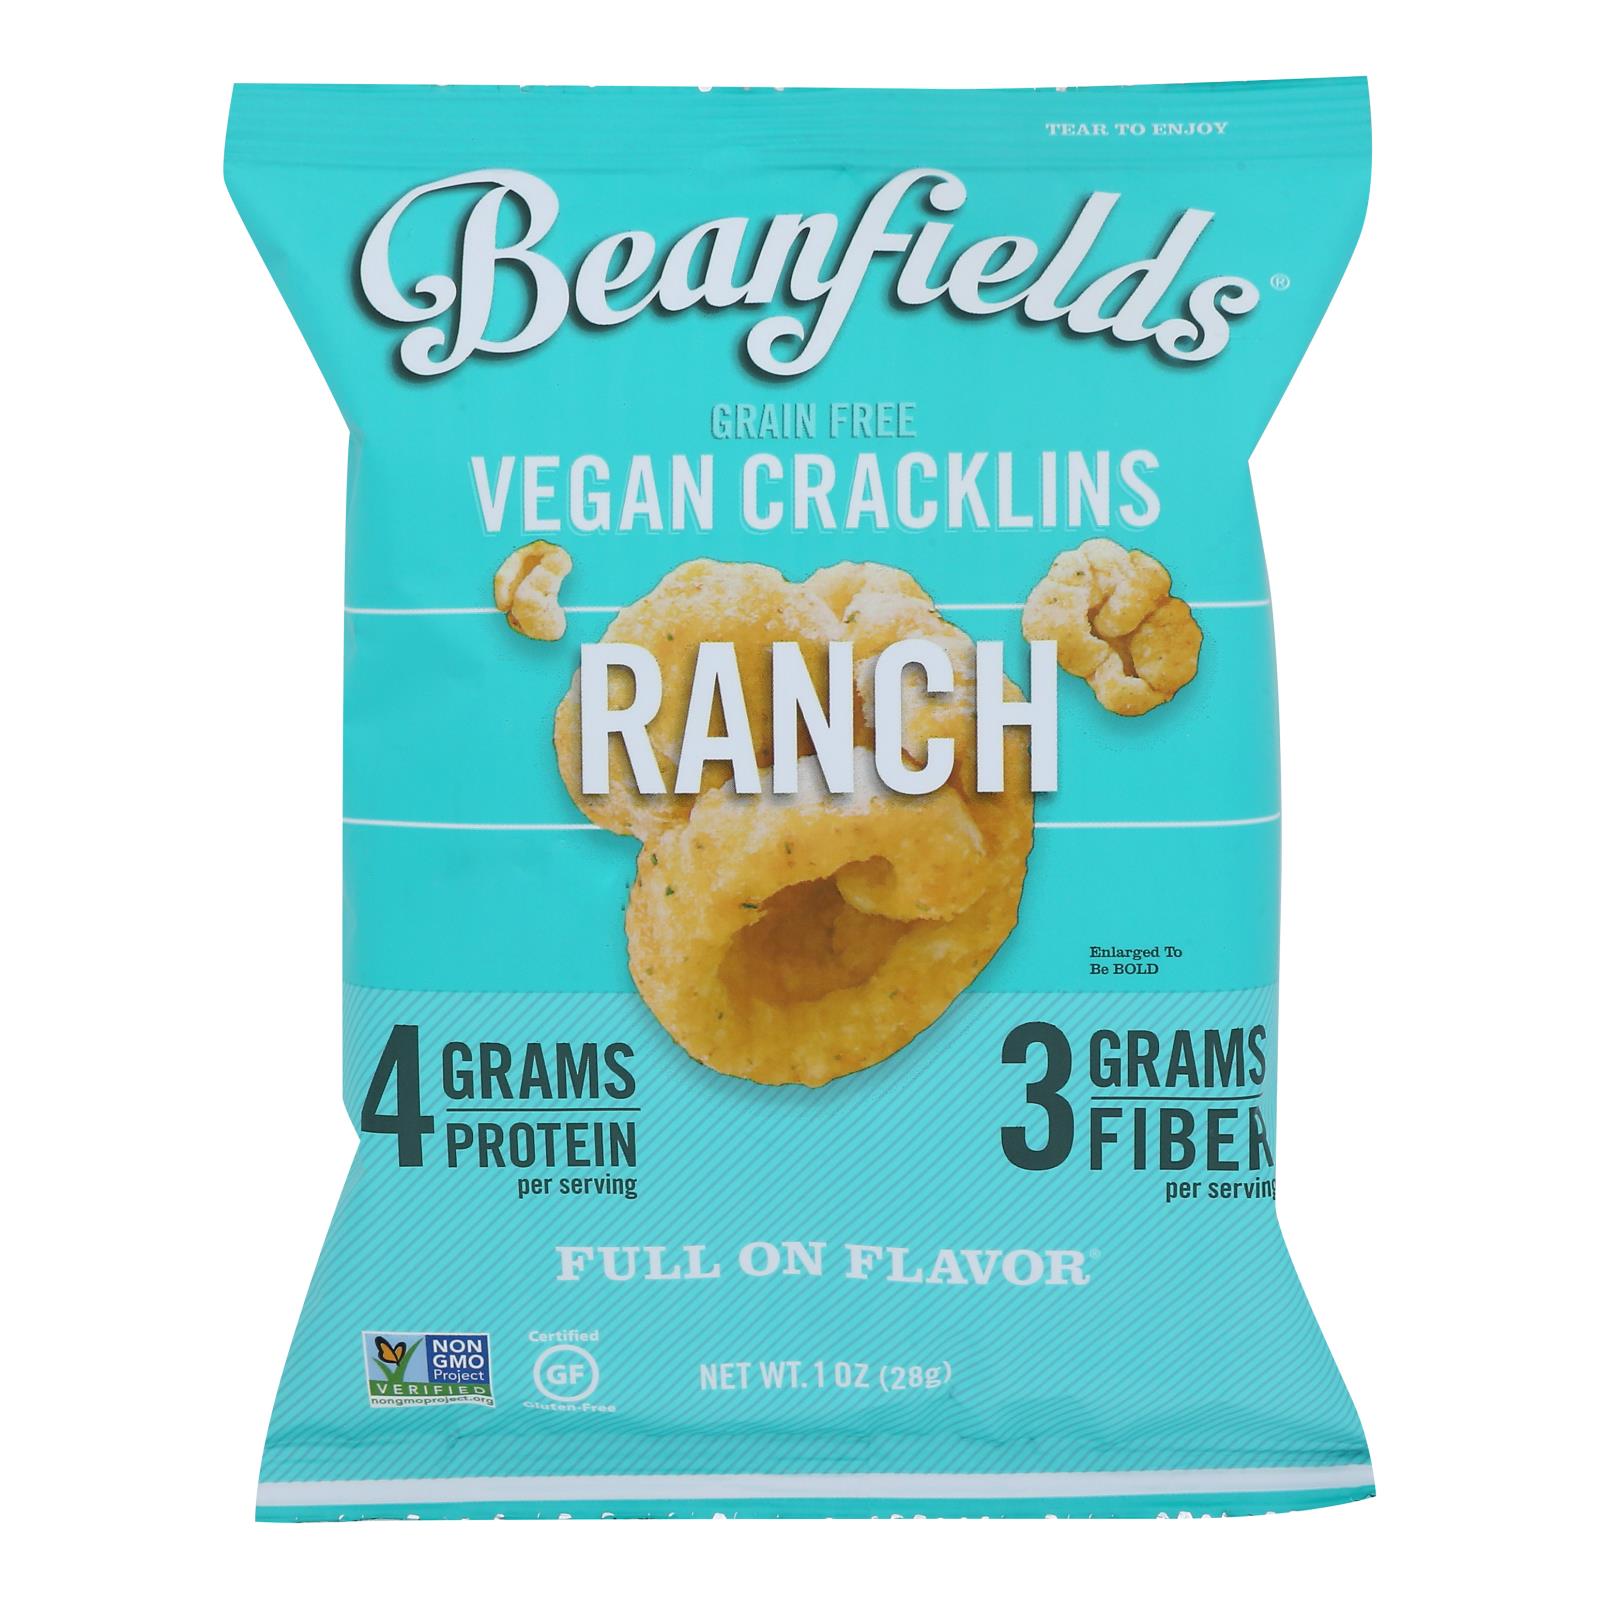 TEAR TO ENJOY
Beanfields®
GRAIN FREE
VEGAN CRACKLINS
RANCH
Enlarged To
Be BOLD
4 GRAMS
PROTEIN
per serving
3 GRAMS
FIBER
per serving
FULL ON FLAVOR®
NON
GMO
Project
VERIFIED
nongmoproject.org
Certified
GF
Gluten-Free
NET WT. 1 OZ (28g)